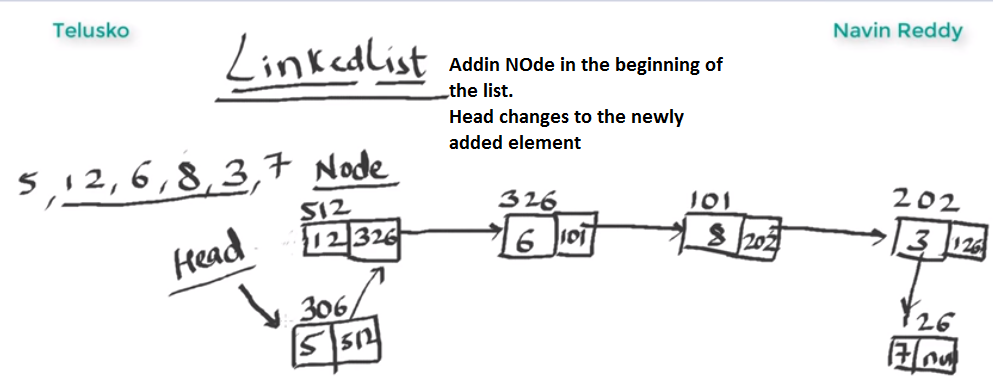 Telusko
Navin Reddy
LinkedList
Addin NOde in the beginning of
the list.
Head changes to the newly
added element
5, 12, 6, 8, 3, 7
Node
512
12 326
326
6 101
101
8 202
202
3 126
Head
306
5 512
126
7 null